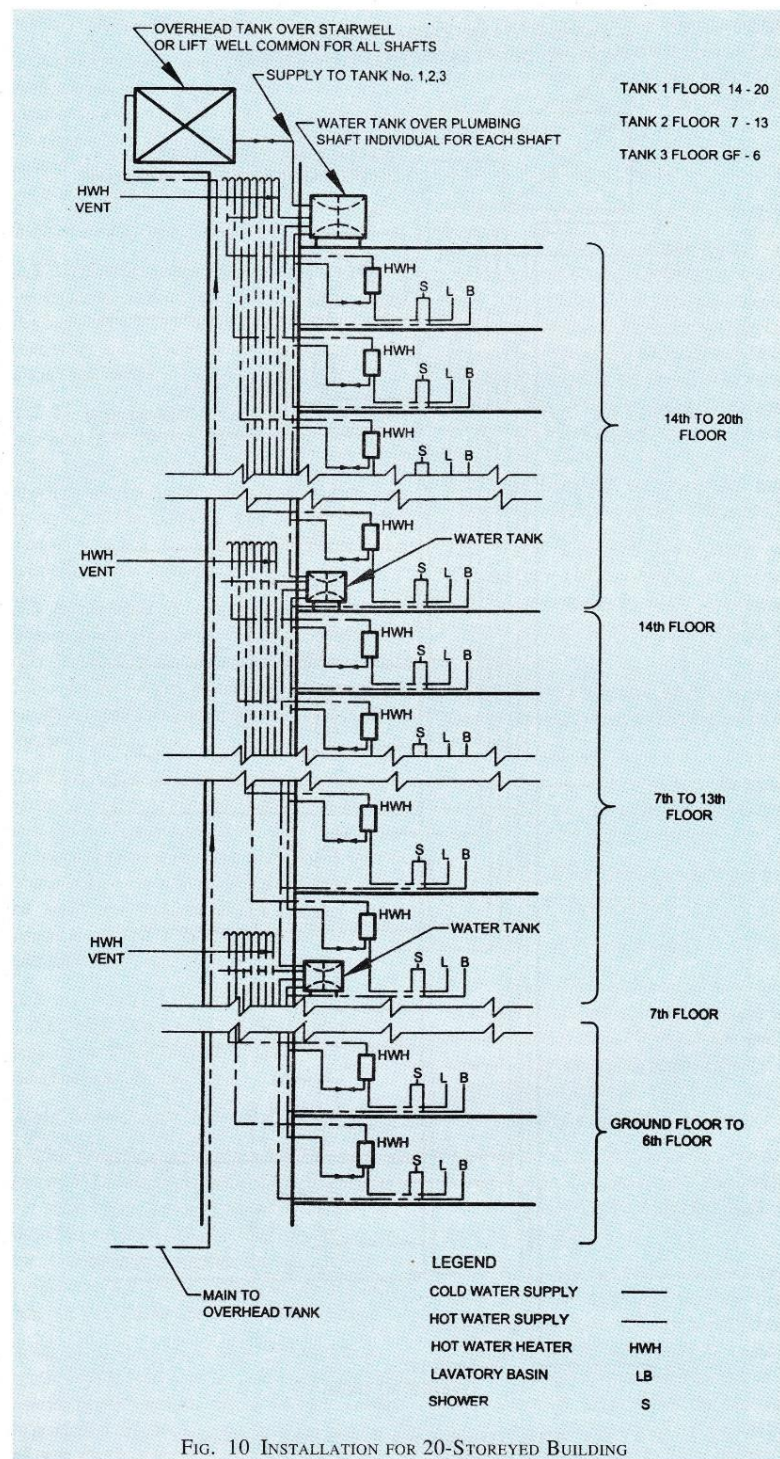 OVERHEAD TANK OVER STAIRWELL
OR LIFT WELL COMMON FOR ALL SHAFTS
SUPPLY TO TANK No. 1,2,3
WATER TANK OVER PLUMBING
SHAFT INDIVIDUAL FOR EACH SHAFT
TANK 1 FLOOR 14 - 20
TANK 2 FLOOR 7 - 13
TANK 3 FLOOR GF - 6
HWH
VENT
HWH
S L B
HWH
S L B
HWH
S L B
14th TO 20th
FLOOR
HWH
WATER TANK
HWH
VENT
S L B
14th FLOOR
HWH
S L B
HWH
S L B
7th TO 13th
FLOOR
HWH
S L B
HWH
WATER TANK
HWH
VENT
S L B
7th FLOOR
HWH
S L B
GROUND FLOOR TO
6th FLOOR
HWH
S L B
MAIN TO
OVERHEAD TANK
LEGEND
COLD WATER SUPPLY
HOT WATER SUPPLY
HOT WATER HEATER HWH
LAVATORY BASIN LB
SHOWER S
FIG. 10 INSTALLATION FOR 20-STOREYED BUILDING